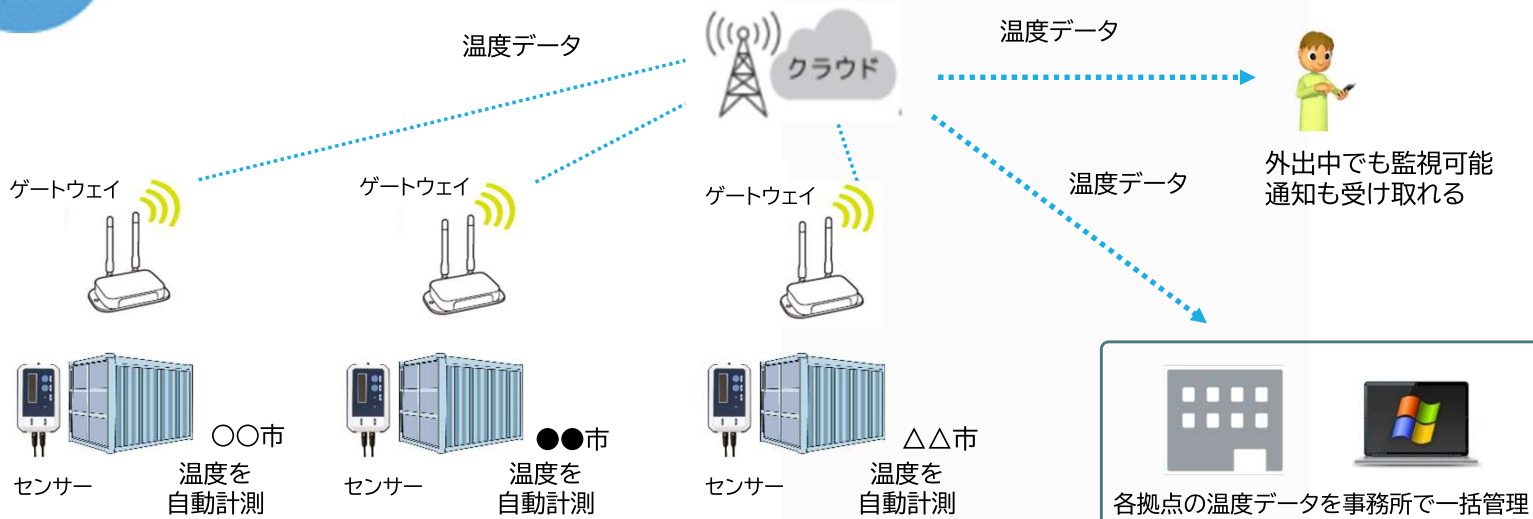 温度データ
クラウド
温度データ
外出中でも監視可能
通知も受け取れる
温度データ
ゲートウェイ
ゲートウェイ
ゲートウェイ
〇〇市
●●市
△△市
センサー
温度を
自動計測
センサー
温度を
自動計測
センサー
温度を
自動計測
各拠点の温度データを事務所で一括管理